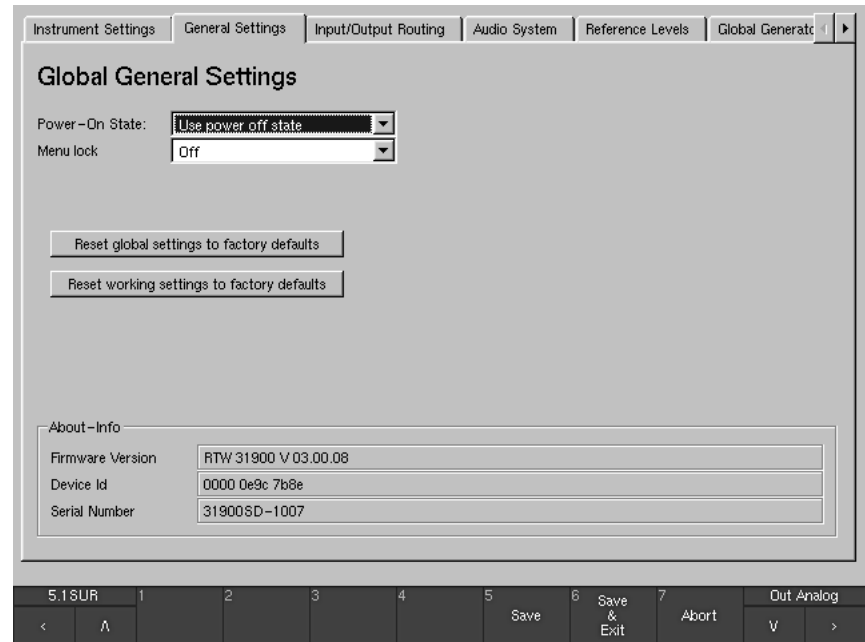 Instrument Settings General Settings Input/Output Routing Audio System Reference Levels Global Generato
Global General Settings
Power-On State: Use power off state
Menu lock Off
Reset global settings to factory defaults
Reset working settings to factory defaults
About-Info
Firmware Version RTW 31900 V 03.00.08
Device Id 0000 0e9c 7b8e
Serial Number 31900SD-1007
5.1SUR 1 2 3 4 5 Save 6 Save & Exit 7 Abort Out Analog
< Λ V >